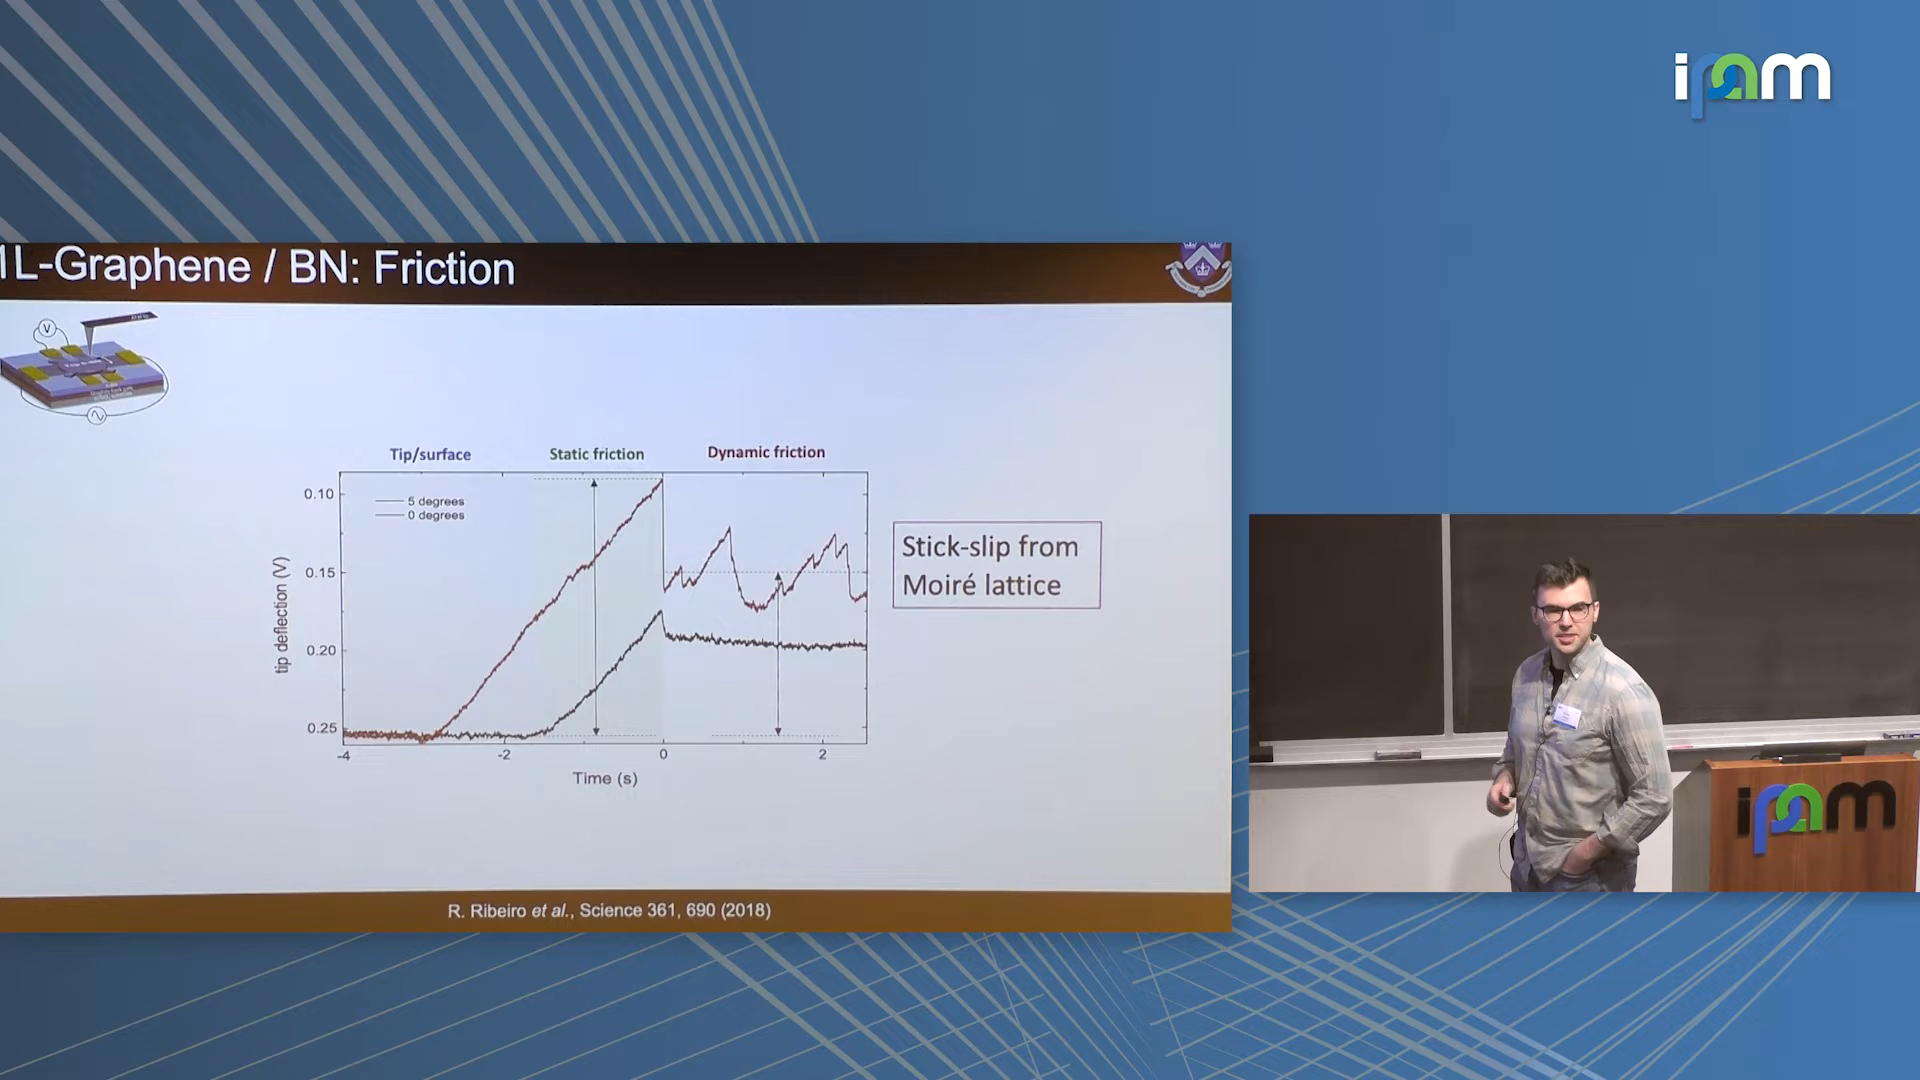 ipam
1L-Graphene / BN: Friction
V
Tip/surface
Static friction
Dynamic friction
5 degrees
0 degrees
0.10
0.15
0.20
0.25
tip deflection (V)
-4
-2
0
2
Time (s)
Stick-slip from
Moiré lattice
R. Ribeiro et al., Science 361, 690 (2018)
ipam